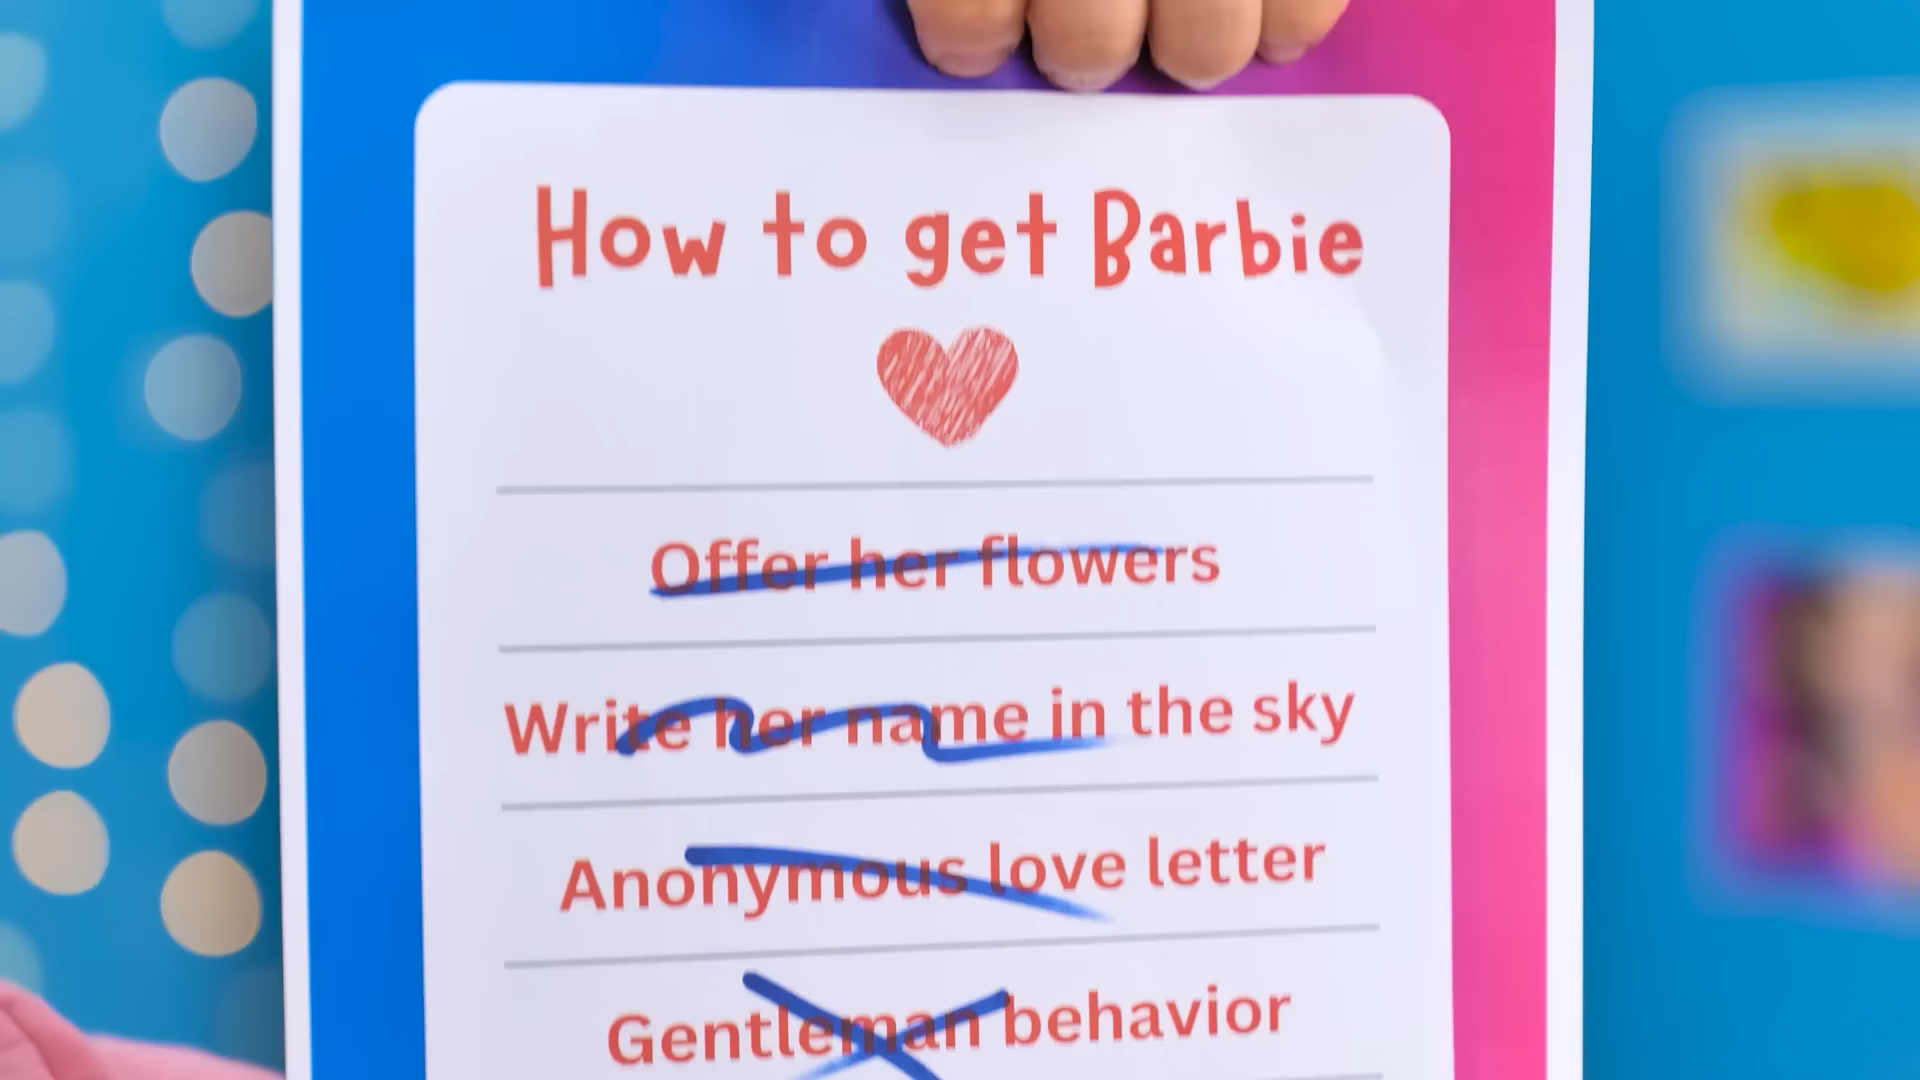 How to get Barbie
Offer her flowers
Write her name in the sky
Anonymous love letter
Gentleman behavior